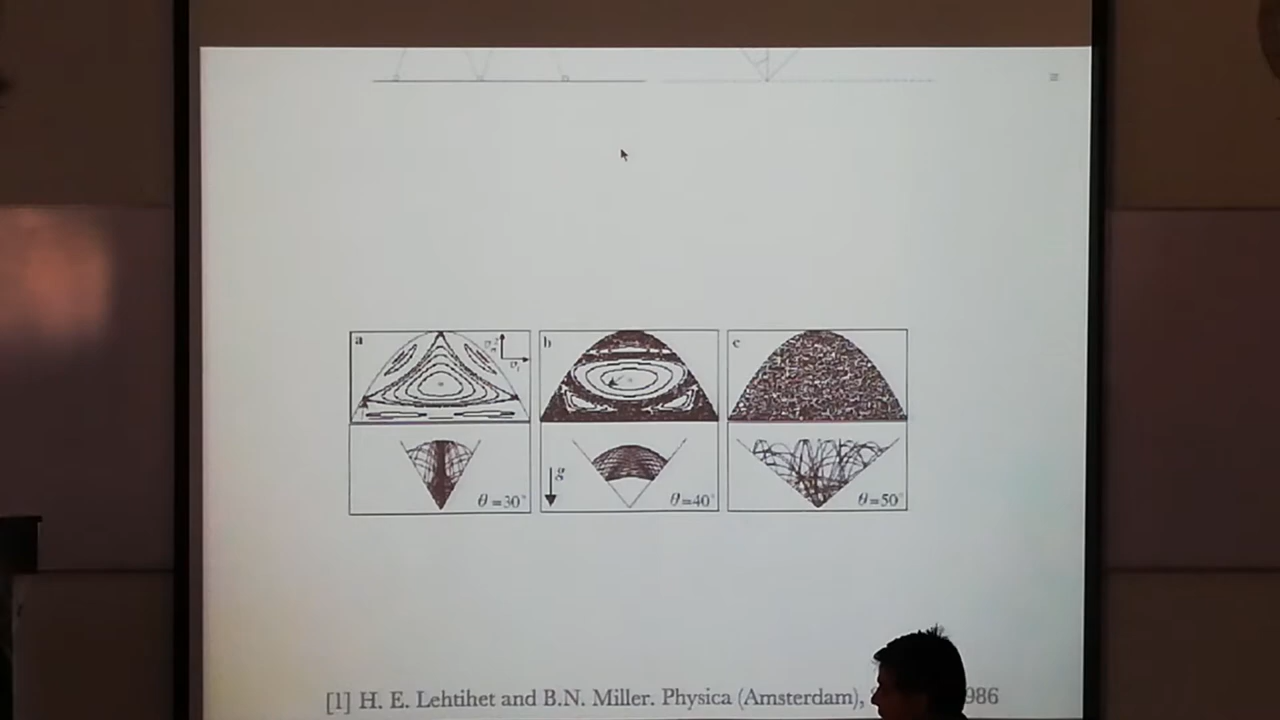 a
b
c
g
θ=30°
θ=40°
θ=50°
[1] H. E. Lehtihet and B.N. Miller. Physica (Amsterdam), 986